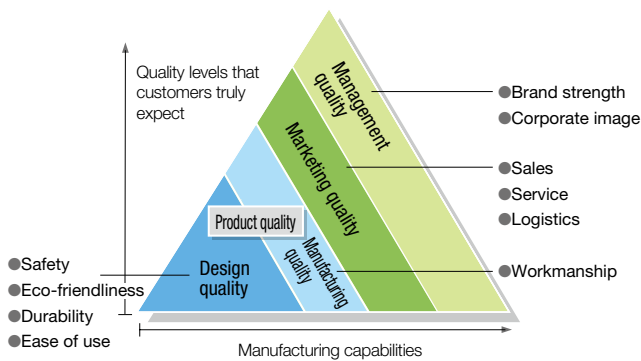 Quality levels that
customers truly
expect
Management
quality
Marketing quality
Product quality
Manufacturing
quality
Design
quality
●Brand strength
●Corporate image
●Sales
●Service
●Logistics
●Workmanship
●Safety
●Eco-friendliness
●Durability
●Ease of use
Manufacturing capabilities